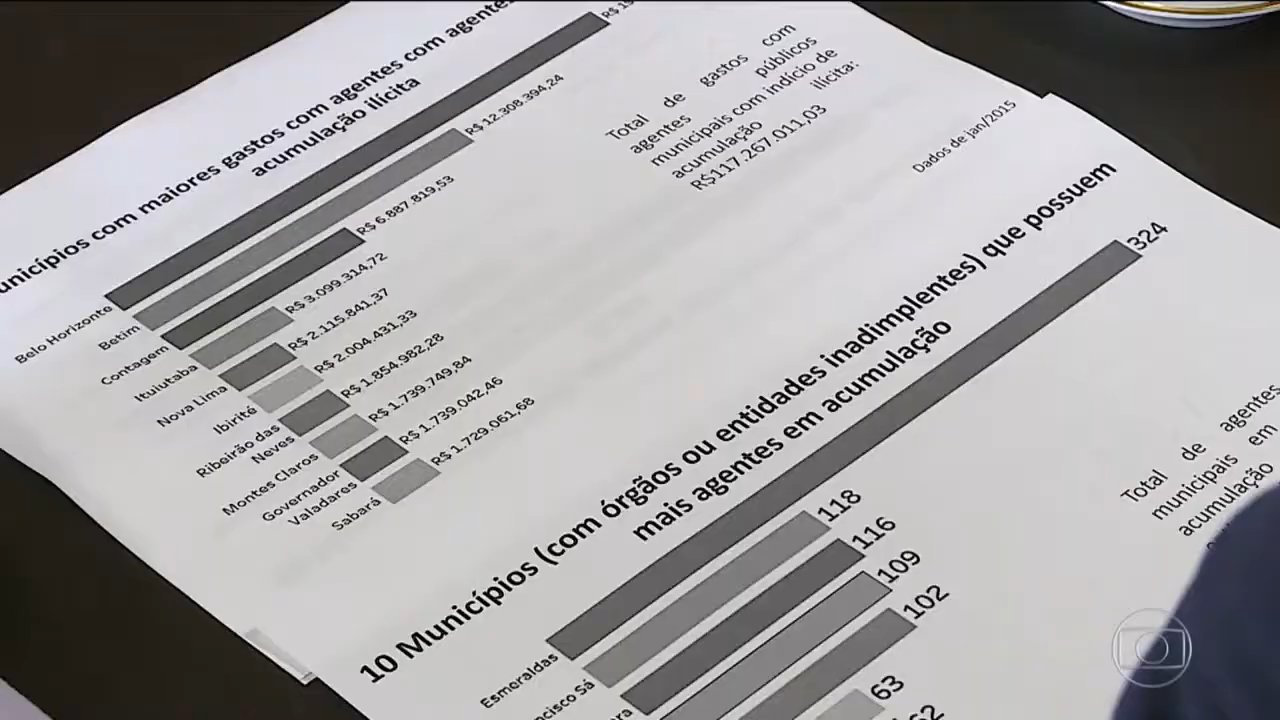 com maiores gastos com agentes com
acumulação ilícita
Belo Horizonte
R$ 12.308.394,24
Betim
R$ 6.887.819,53
Contagem
R$ 3.099.314,72
Ituiutaba
R$ 2.115.841,37
Nova Lima
R$ 2.004.431,33
Ibirité
R$ 1.854.982,28
Ribeirão das
Neves
R$ 1.739.749,84
Montes Claros
R$ 1.739.042,46
Governador
Valadares
R$ 1.729.061,68
Sabará
Total de gastos com
agentes públicos
municipais com indício de
acumulação ilícita:
R$117.267.011,03
Dados de jan/2015
10 Municípios (com órgãos ou entidades inadimplentes) que possuem
mais agentes em acumulação
324
Esmeraldas
118
Sá
116
109
102
63
Total de agentes
municipais em
acumulação